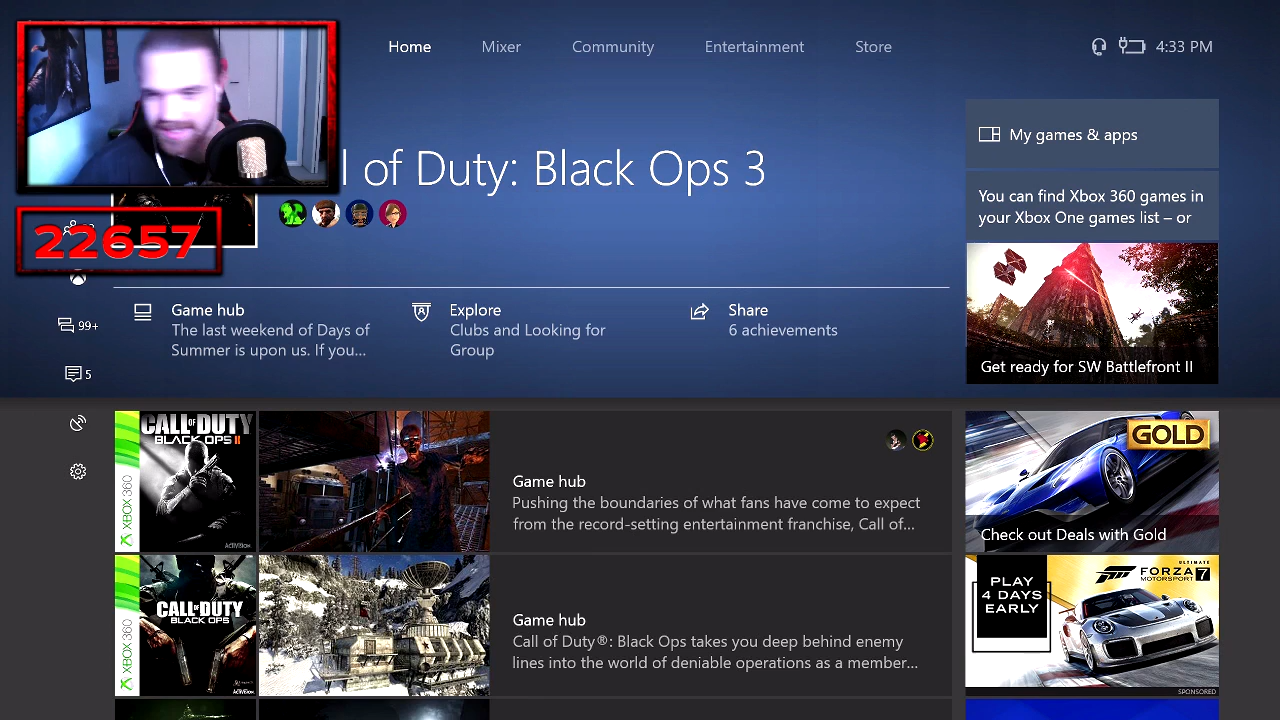 Home
Mixer
Community
Entertainment
Store
4:33 PM
l of Duty: Black Ops 3
22657
99+
5
Game hub
The last weekend of Days of
Summer is upon us. If you...
Explore
Clubs and Looking for
Group
Share
6 achievements
My games & apps
You can find Xbox 360 games in
your Xbox One games list – or
Get ready for SW Battlefront II
XBOX 360
CALL OF DUTY
BLACK OPS II
ACTIVISION
Game hub
Pushing the boundaries of what fans have come to expect
from the record-setting entertainment franchise, Call of...
GOLD
Check out Deals with Gold
XBOX 360
CALL OF DUTY
BLACK OPS
ACTIVISION
Game hub
Call of Duty®: Black Ops takes you deep behind enemy
lines into the world of deniable operations as a member...
PLAY
4 DAYS
EARLY
ULTIMATE
FORZA
MOTORSPORT 7
SPONSORED